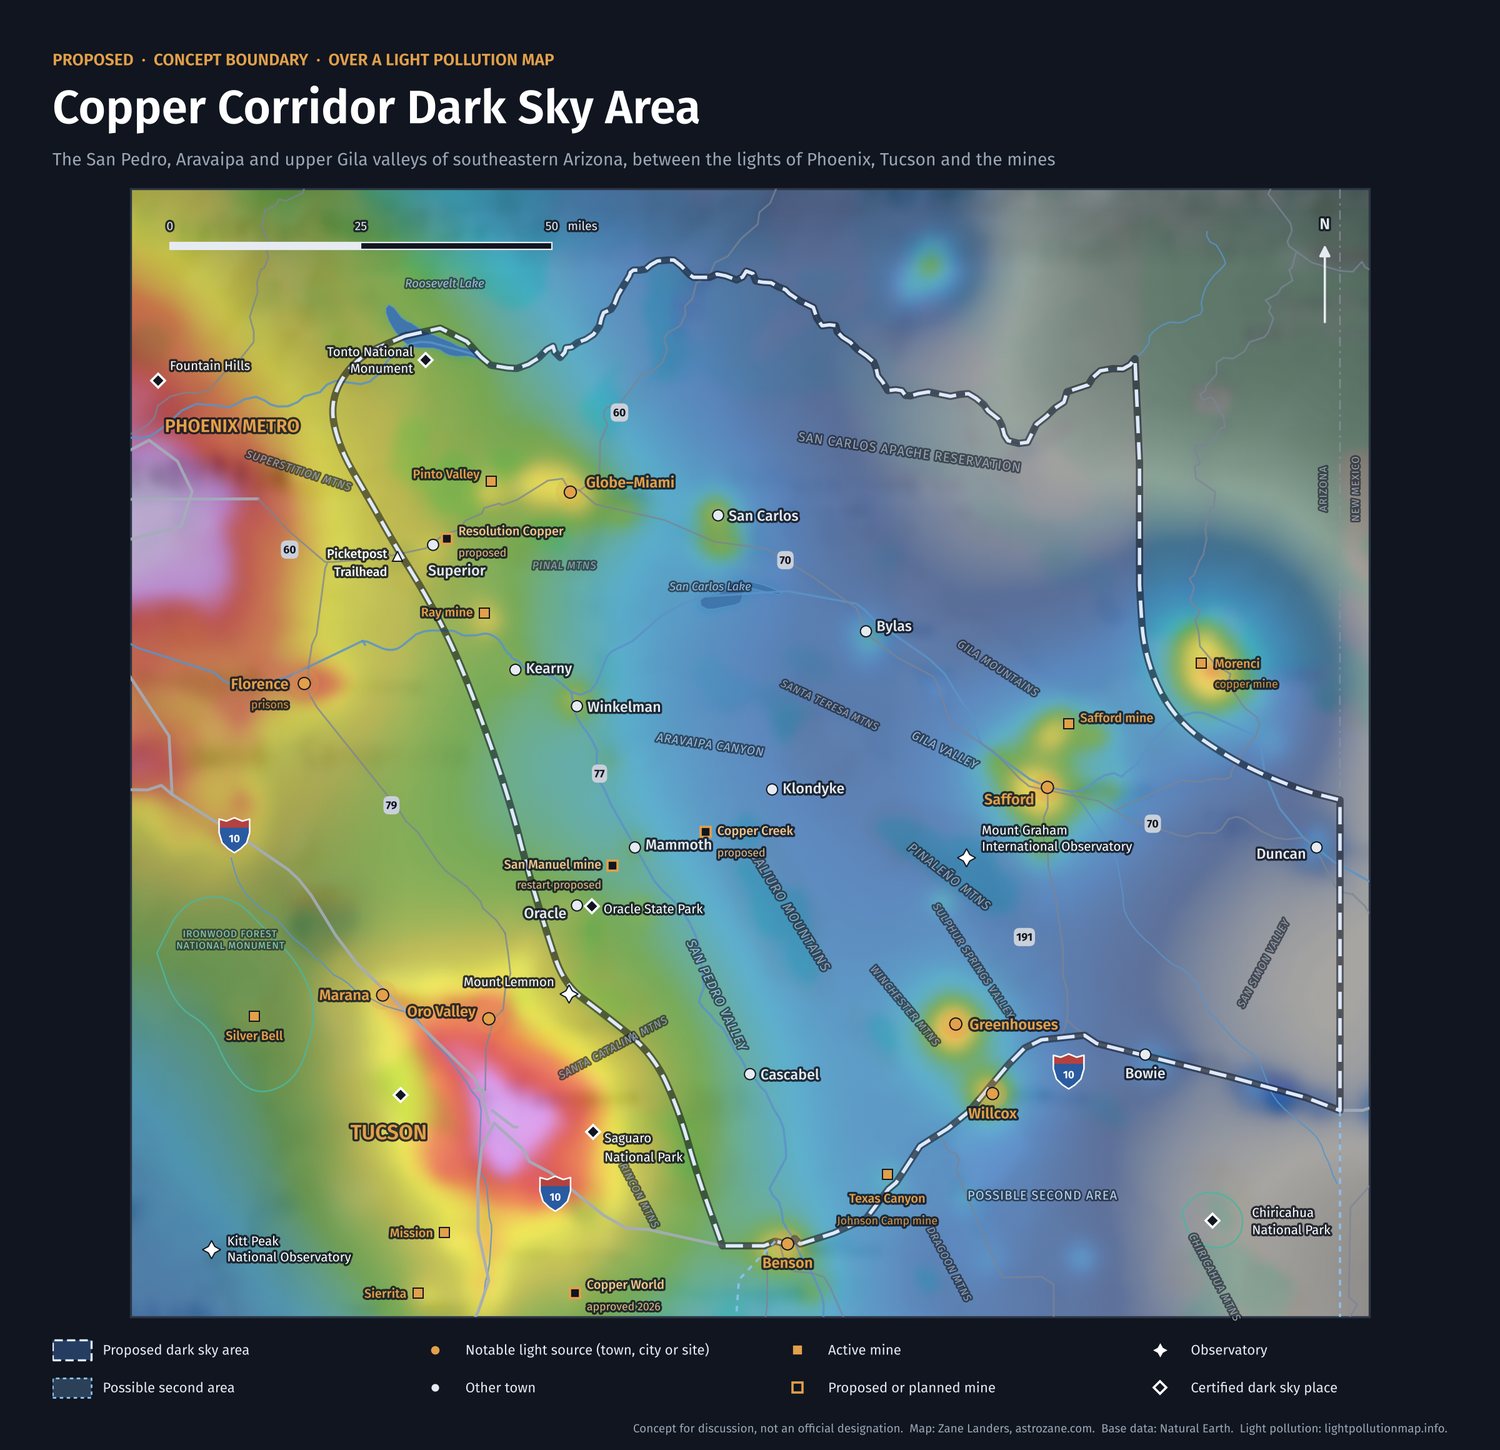 PROPOSED · CONCEPT BOUNDARY · OVER A LIGHT POLLUTION MAP
Copper Corridor Dark Sky Area
The San Pedro, Aravaipa and upper Gila valleys of southeastern Arizona, between the lights of Phoenix, Tucson and the mines
0 25 50 miles
N
Roosevelt Lake
Tonto National
Monument
Fountain Hills
PHOENIX METRO
60
SUPERSTITION MTNS
SAN CARLOS APACHE RESERVATION
ARIZONA
NEW MEXICO
Pinto Valley
Globe–Miami
San Carlos
Resolution Copper
proposed
60
Picketpost
Trailhead
Superior
PINAL MTNS
70
San Carlos Lake
Ray mine
Bylas
Kearny
GILA MOUNTAINS
Morenci
copper mine
Florence
prisons
Winkelman
SANTA TERESA MTNS
Safford mine
ARAVAIPA CANYON
GILA VALLEY
77
Klondyke
Safford
79
70
10
Copper Creek
proposed
Mammoth
Mount Graham
International Observatory
Duncan
San Manuel mine
restart proposed
GALIURO MOUNTAINS
PINALEÑO MTNS
Oracle
Oracle State Park
IRONWOOD FOREST
NATIONAL MONUMENT
191
SULPHUR SPRINGS VALLEY
SAN SIMON VALLEY
SAN PEDRO VALLEY
WINCHESTER MTNS
Mount Lemmon
Marana
Oro Valley
Silver Bell
Greenhouses
SANTA CATALINA MTNS
Cascabel
10
Bowie
Willcox
TUCSON
Saguaro
National Park
RINCON MTNS
10
Texas Canyon
Johnson Camp mine
POSSIBLE SECOND AREA
Chiricahua
National Park
Mission
Kitt Peak
National Observatory
Benson
DRAGOON MTNS
CHIRICAHUA MTNS
Sierrita
Copper World
approved 2026
Proposed dark sky area
Notable light source (town, city or site)
Active mine
Observatory
Possible second area
Other town
Proposed or planned mine
Certified dark sky place
Concept for discussion, not an official designation. Map: Zane Landers, astrozane.com. Base data: Natural Earth. Light pollution: lightpollutionmap.info.